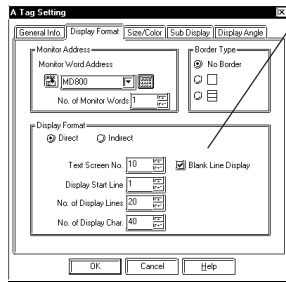 A Tag Setting
General Info. Display Format Size/Color Sub Display Display Angle
Monitor Address
Monitor Word Address
MD800
No. of Monitor Words 1
Border Type
No Border
Display Format
Direct Indirect
Text Screen No. 10 Blank Line Display
Display Start Line 1
No. of Display Lines 20
No. of Display Char. 40
OK Cancel Help